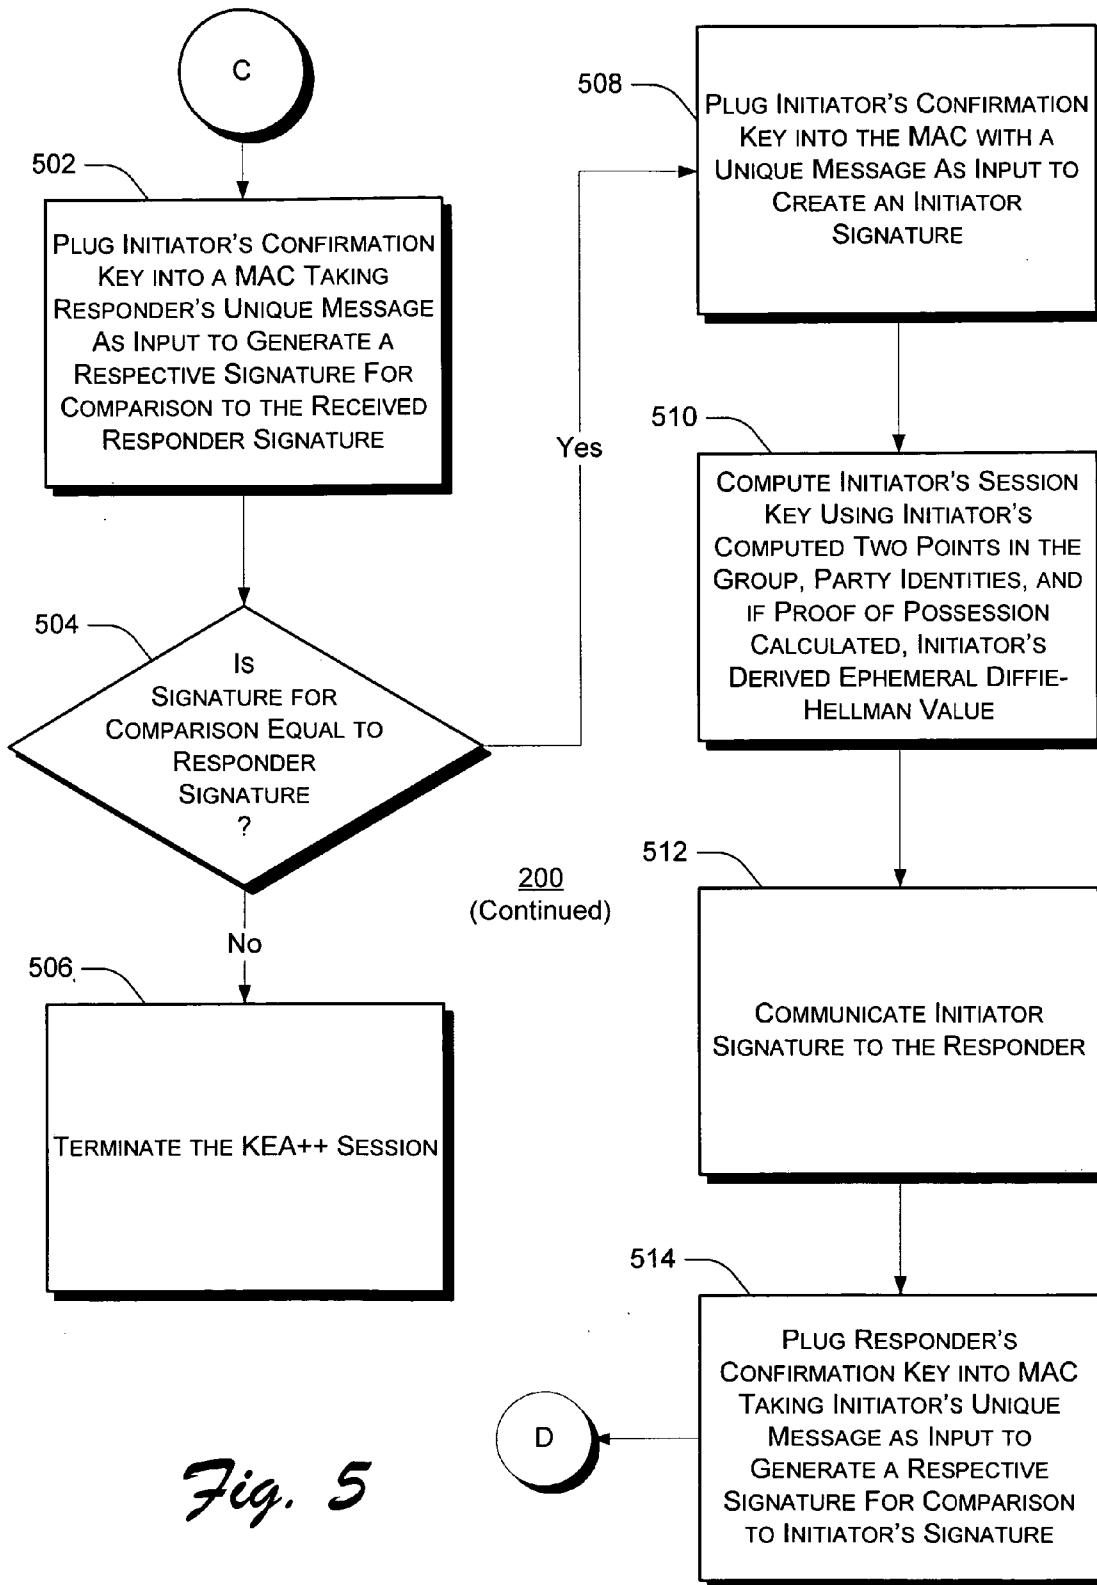 C
502
PLUG INITIATOR'S CONFIRMATION
KEY INTO A MAC TAKING
RESPONDER'S UNIQUE MESSAGE
AS INPUT TO GENERATE A
RESPECTIVE SIGNATURE FOR
COMPARISON TO THE RECEIVED
RESPONDER SIGNATURE
504
IS
SIGNATURE FOR
COMPARISON EQUAL TO
RESPONDER
SIGNATURE
?
Yes
No
506
TERMINATE THE KEA++ SESSION
200
(Continued)
508
PLUG INITIATOR'S CONFIRMATION
KEY INTO THE MAC WITH A
UNIQUE MESSAGE AS INPUT TO
CREATE AN INITIATOR
SIGNATURE
510
COMPUTE INITIATOR'S SESSION
KEY USING INITIATOR'S
COMPUTED TWO POINTS IN THE
GROUP, PARTY IDENTITIES, AND
IF PROOF OF POSSESSION
CALCULATED, INITIATOR'S
DERIVED EPHEMERAL DIFFIE-
HELLMAN VALUE
512
COMMUNICATE INITIATOR
SIGNATURE TO THE RESPONDER
514
PLUG RESPONDER'S
CONFIRMATION KEY INTO MAC
TAKING INITIATOR'S UNIQUE
MESSAGE AS INPUT TO
GENERATE A RESPECTIVE
SIGNATURE FOR COMPARISON
TO INITIATOR'S SIGNATURE
D
Fig. 5